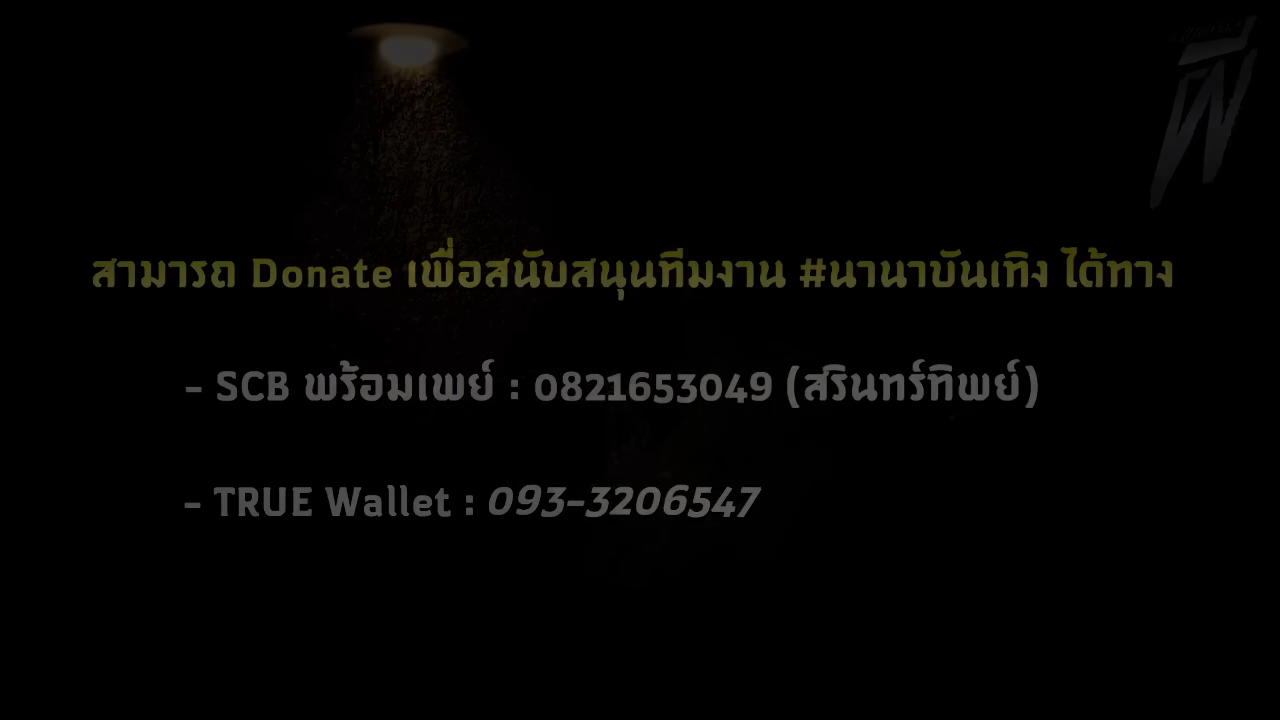 สามารถ Donate เพื่อสนับสนุนทีมงาน #นานาบันเทิง ได้ทาง
- SCB พร้อมเพย์ : 0821653049 (สรินทร์ทิพย์)
- TRUE Wallet : 093-3206547